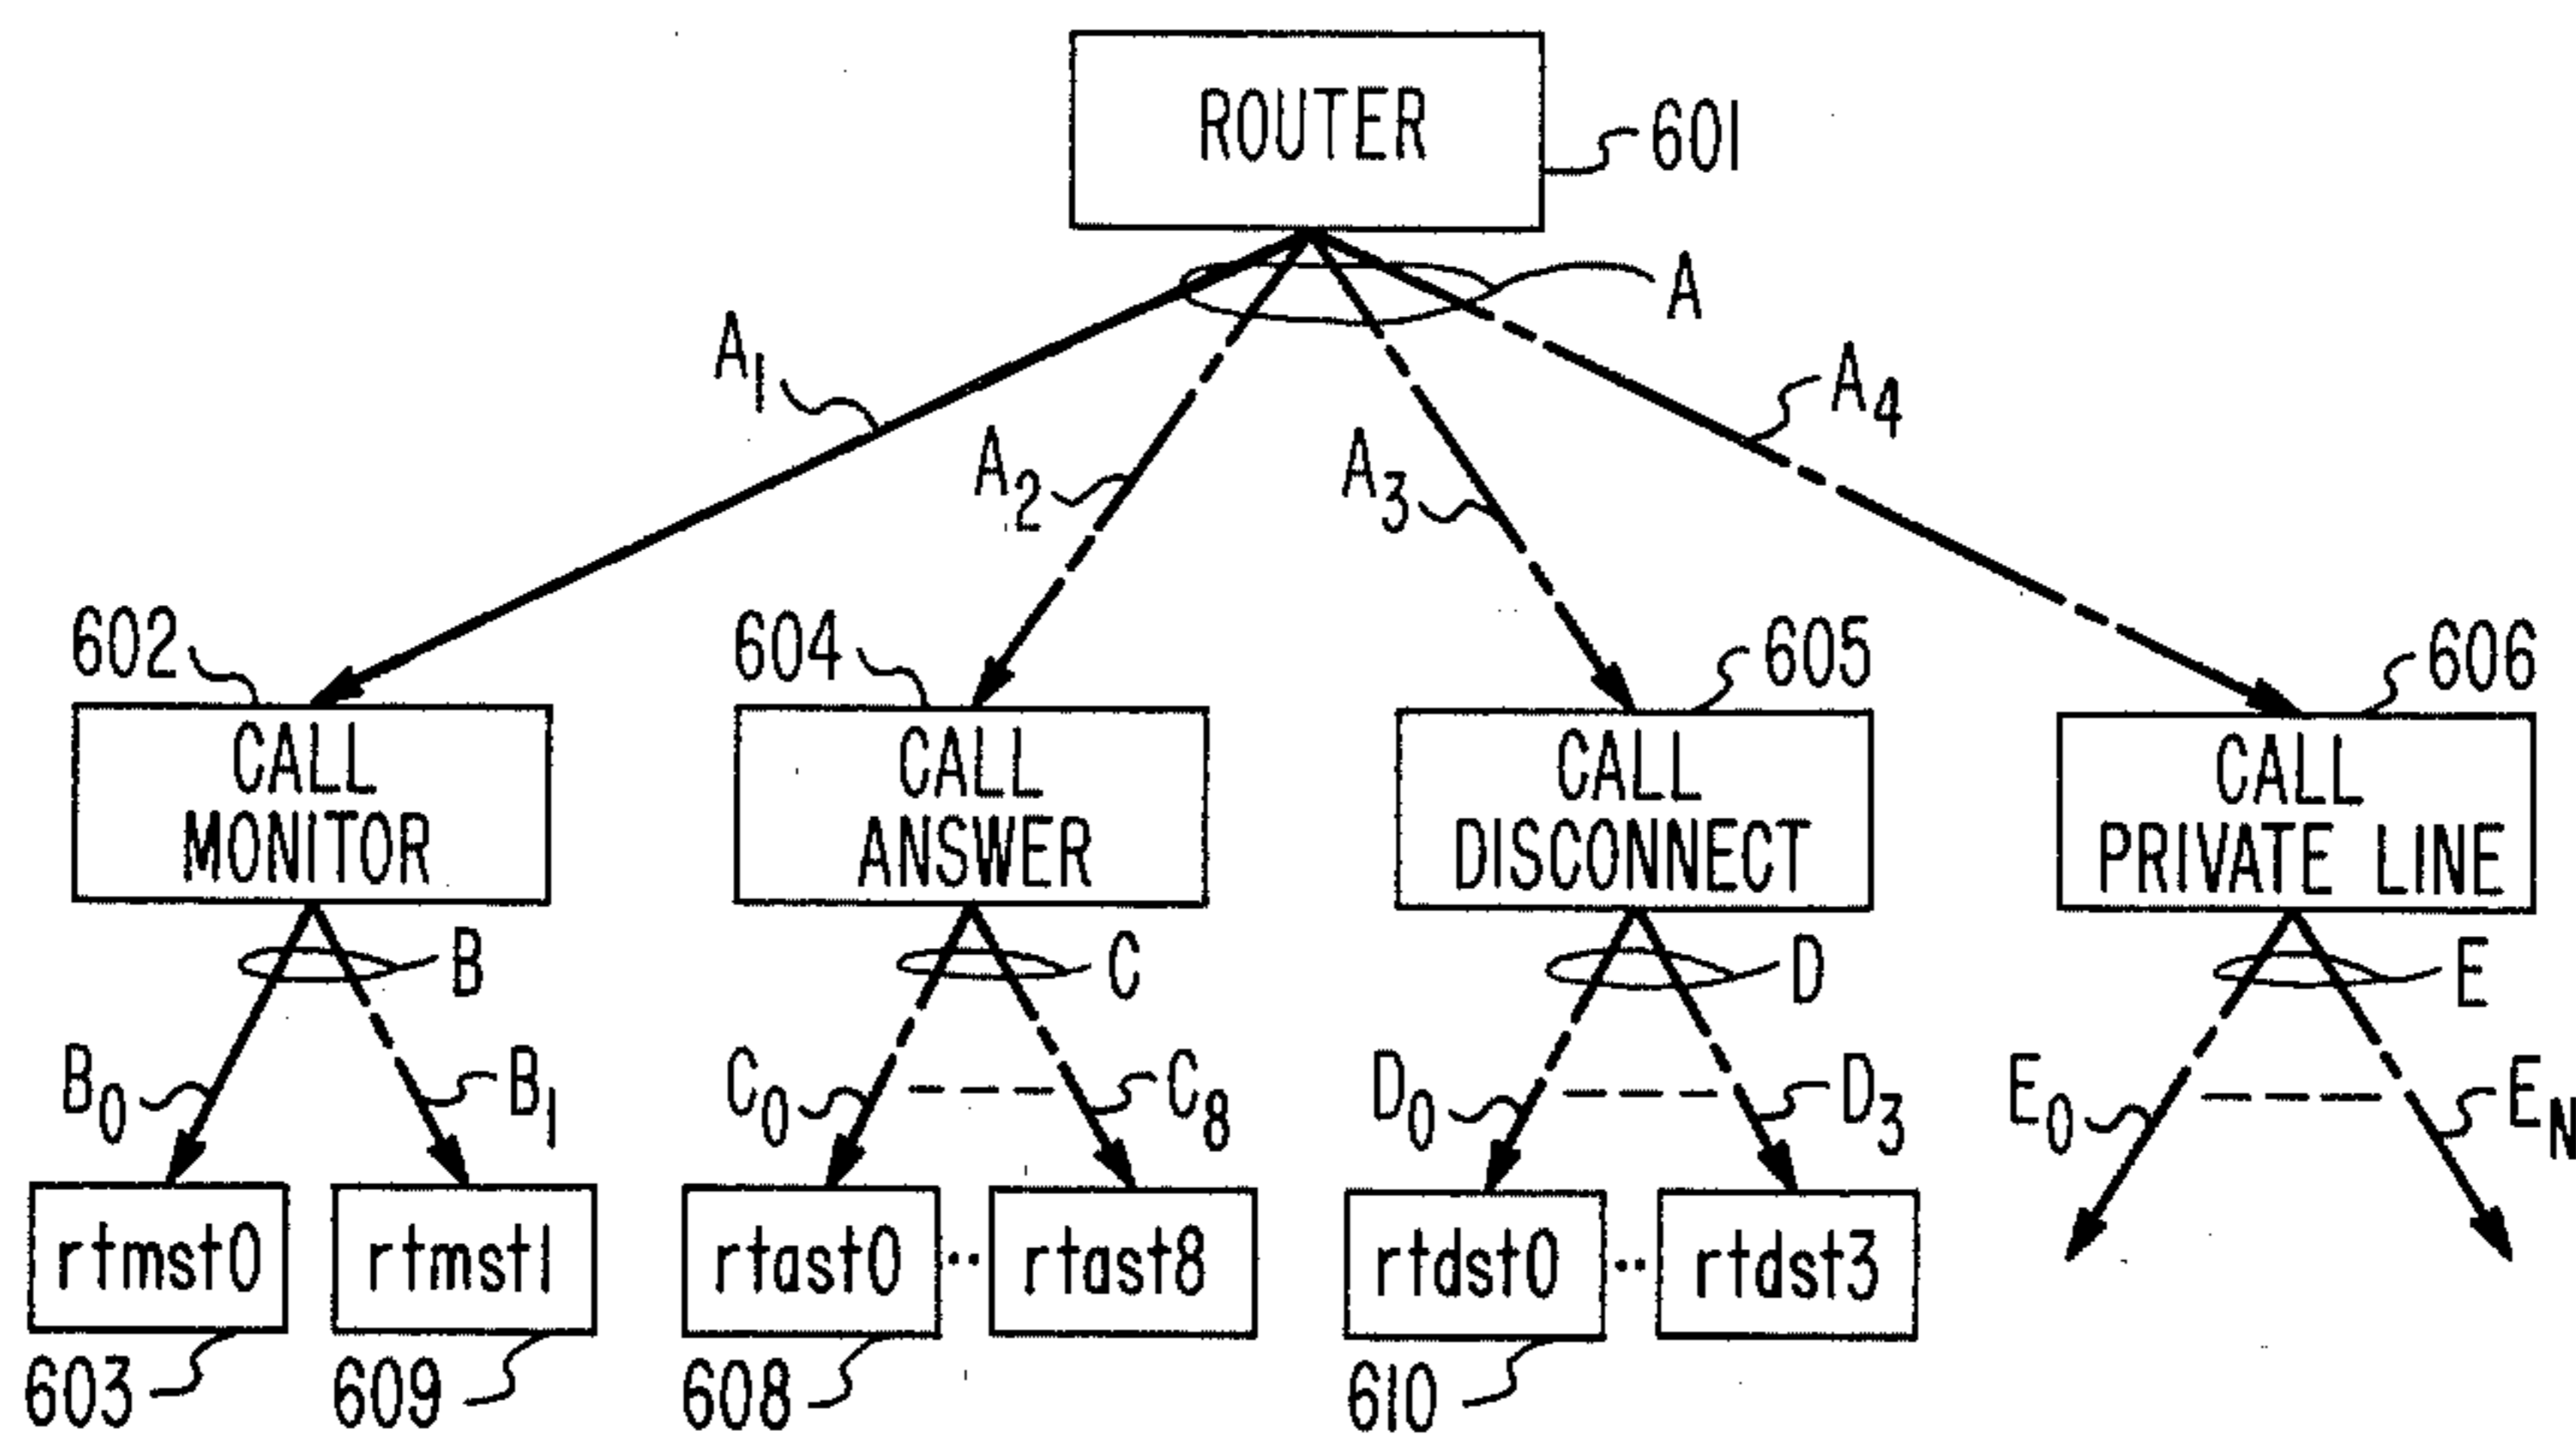 ROUTER
601
A
A1
A2
A3
A4
602
604
605
606
CALL
MONITOR
CALL
ANSWER
CALL
DISCONNECT
CALL
PRIVATE LINE
B
C
D
E
B0
B1
C0
C8
D0
D3
E0
EN
rtmst0
rtmst1
rtast0
rtast8
rtdst0
rtdst3
603
609
608
610